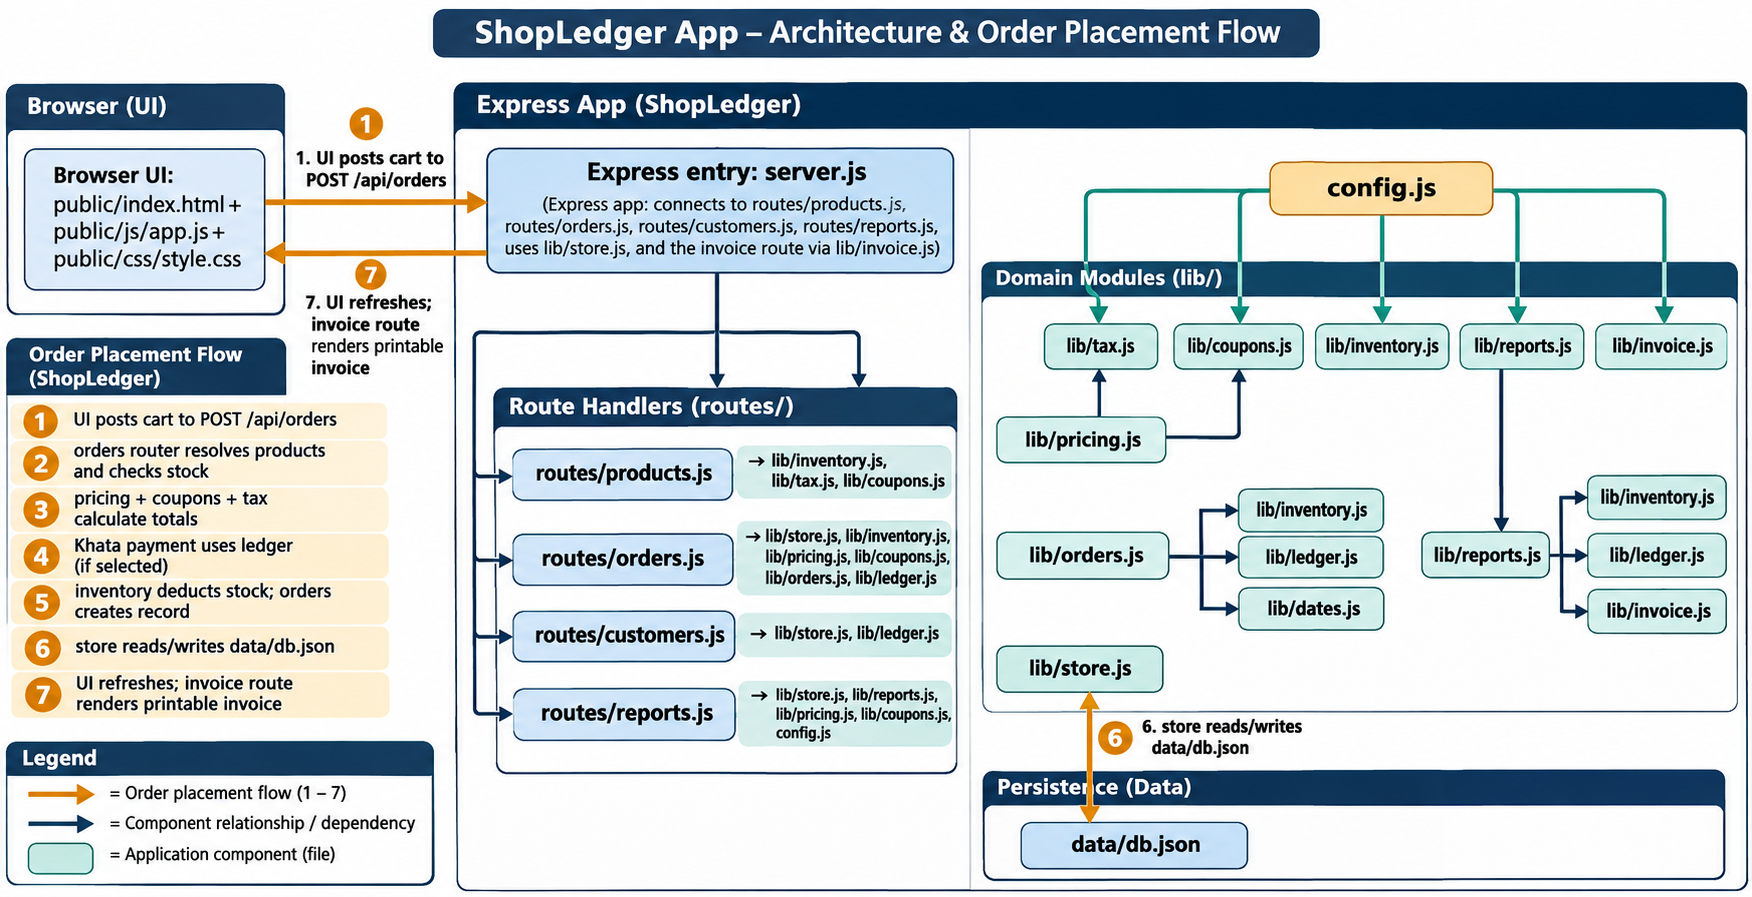 ShopLedger App – Architecture & Order Placement Flow
Browser (UI)
Browser UI:
public/index.html +
public/js/app.js +
public/css/style.css
1
1. UI posts cart to
POST /api/orders
7
7. UI refreshes;
invoice route
renders printable
invoice
Order Placement Flow
(ShopLedger)
1 UI posts cart to POST /api/orders
2 orders router resolves products
and checks stock
3 pricing + coupons + tax
calculate totals
4 Khata payment uses ledger
(if selected)
5 inventory deducts stock; orders
creates record
6 store reads/writes data/db.json
7 UI refreshes; invoice route
renders printable invoice
Legend
= Order placement flow (1 – 7)
= Component relationship / dependency
= Application component (file)
Express App (ShopLedger)
Express entry: server.js
(Express app: connects to routes/products.js,
routes/orders.js, routes/customers.js, routes/reports.js,
uses lib/store.js, and the invoice route via lib/invoice.js)
Route Handlers (routes/)
routes/products.js
→ lib/inventory.js,
lib/tax.js, lib/coupons.js
routes/orders.js
→ lib/store.js, lib/inventory.js,
lib/pricing.js, lib/coupons.js,
lib/orders.js, lib/ledger.js
routes/customers.js
→ lib/store.js, lib/ledger.js
routes/reports.js
→ lib/store.js, lib/reports.js,
lib/pricing.js, lib/coupons.js,
config.js
config.js
Domain Modules (lib/)
lib/tax.js
lib/coupons.js
lib/inventory.js
lib/reports.js
lib/invoice.js
lib/pricing.js
lib/orders.js
lib/inventory.js
lib/ledger.js
lib/dates.js
lib/reports.js
lib/inventory.js
lib/ledger.js
lib/invoice.js
lib/store.js
6
6. store reads/writes
data/db.json
Persistence (Data)
data/db.json